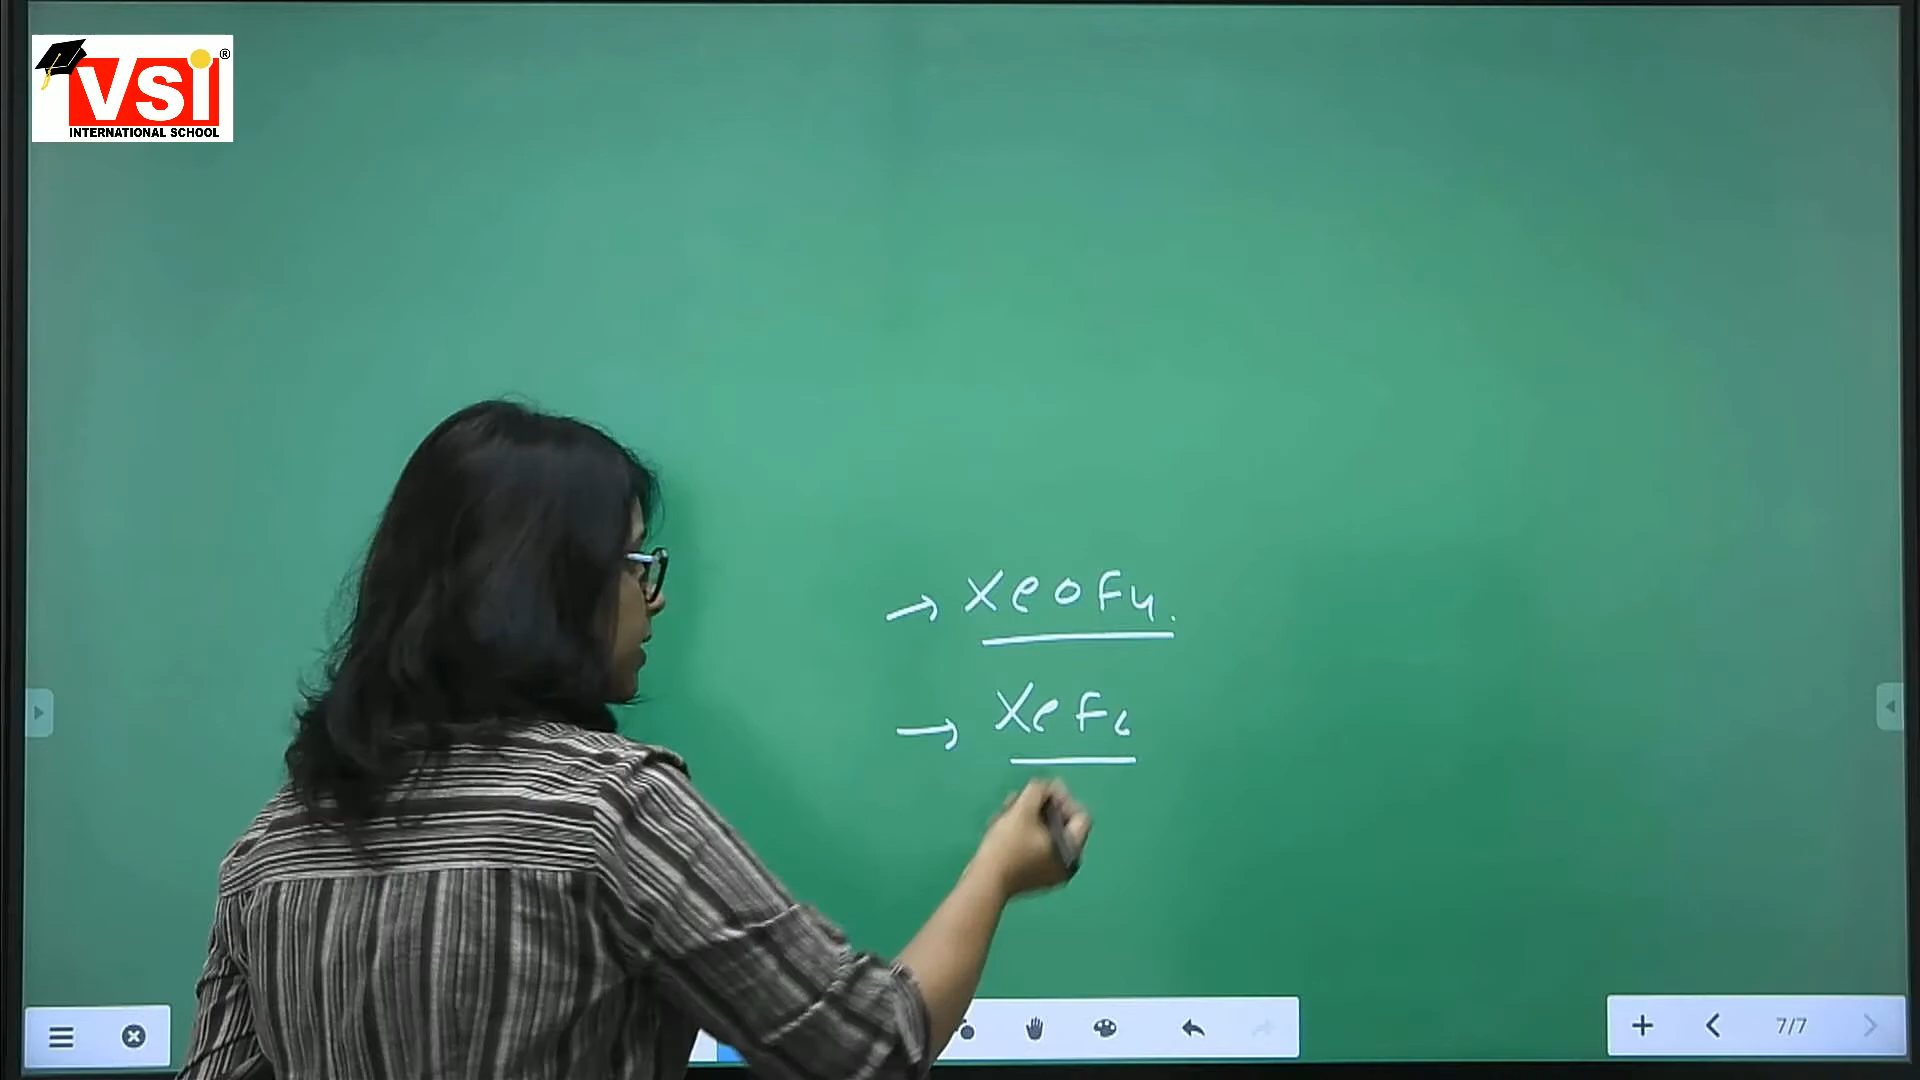 VSI ®
INTERNATIONAL SCHOOL
→ XeOF4.
→ XeF6
7/7